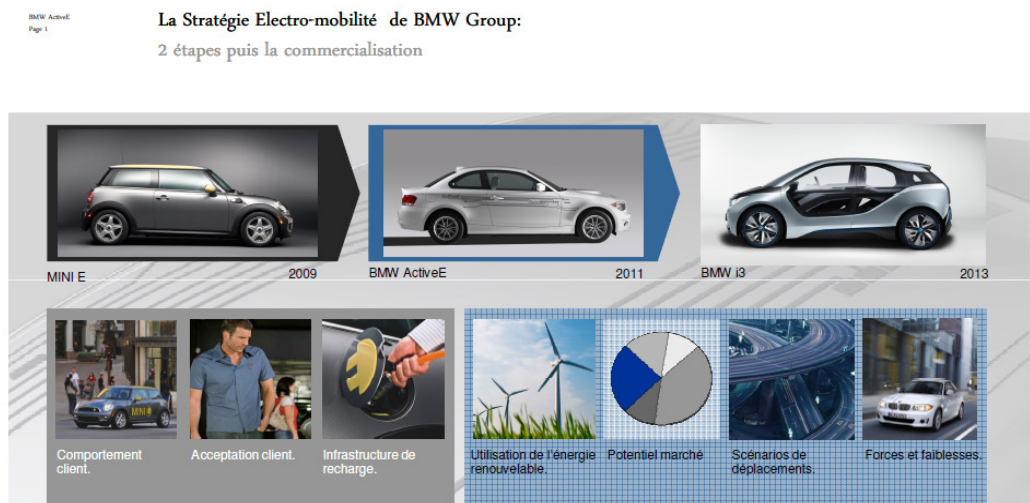 BMW ActiveE
Page 1
La Stratégie Electro-mobilité de BMW Group:
2 étapes puis la commercialisation
MINI E
2009
BMW ActiveE
2011
BMW i3
2013
MINI
Comportement
client.
Acceptation client.
Infrastructure de
recharge.
Utilisation de l'énergie
renouvelable.
Potentiel marché
Scénarios de
déplacements.
Forces et faiblesses.